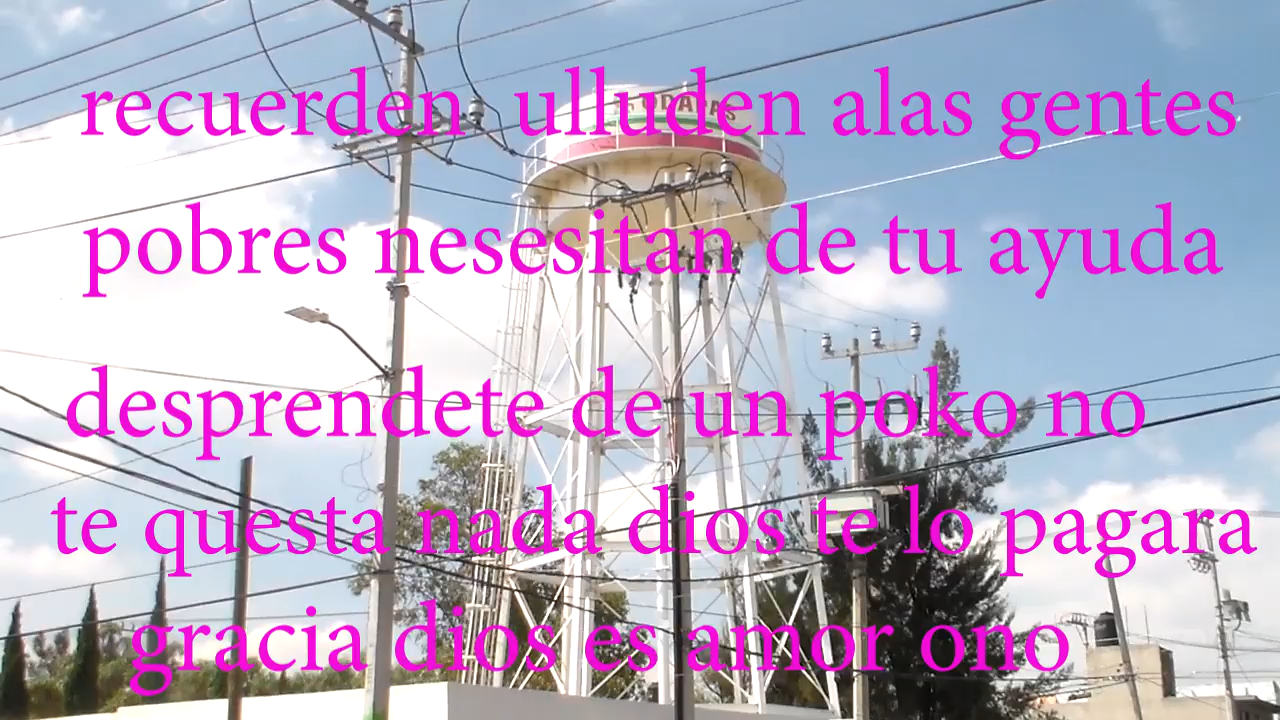 recuerden ulluden alas gentes
pobres nesesitan de tu ayuda
desprendete de un poko no
te questa nada dios te lo pagara
gracia dios es amor ono